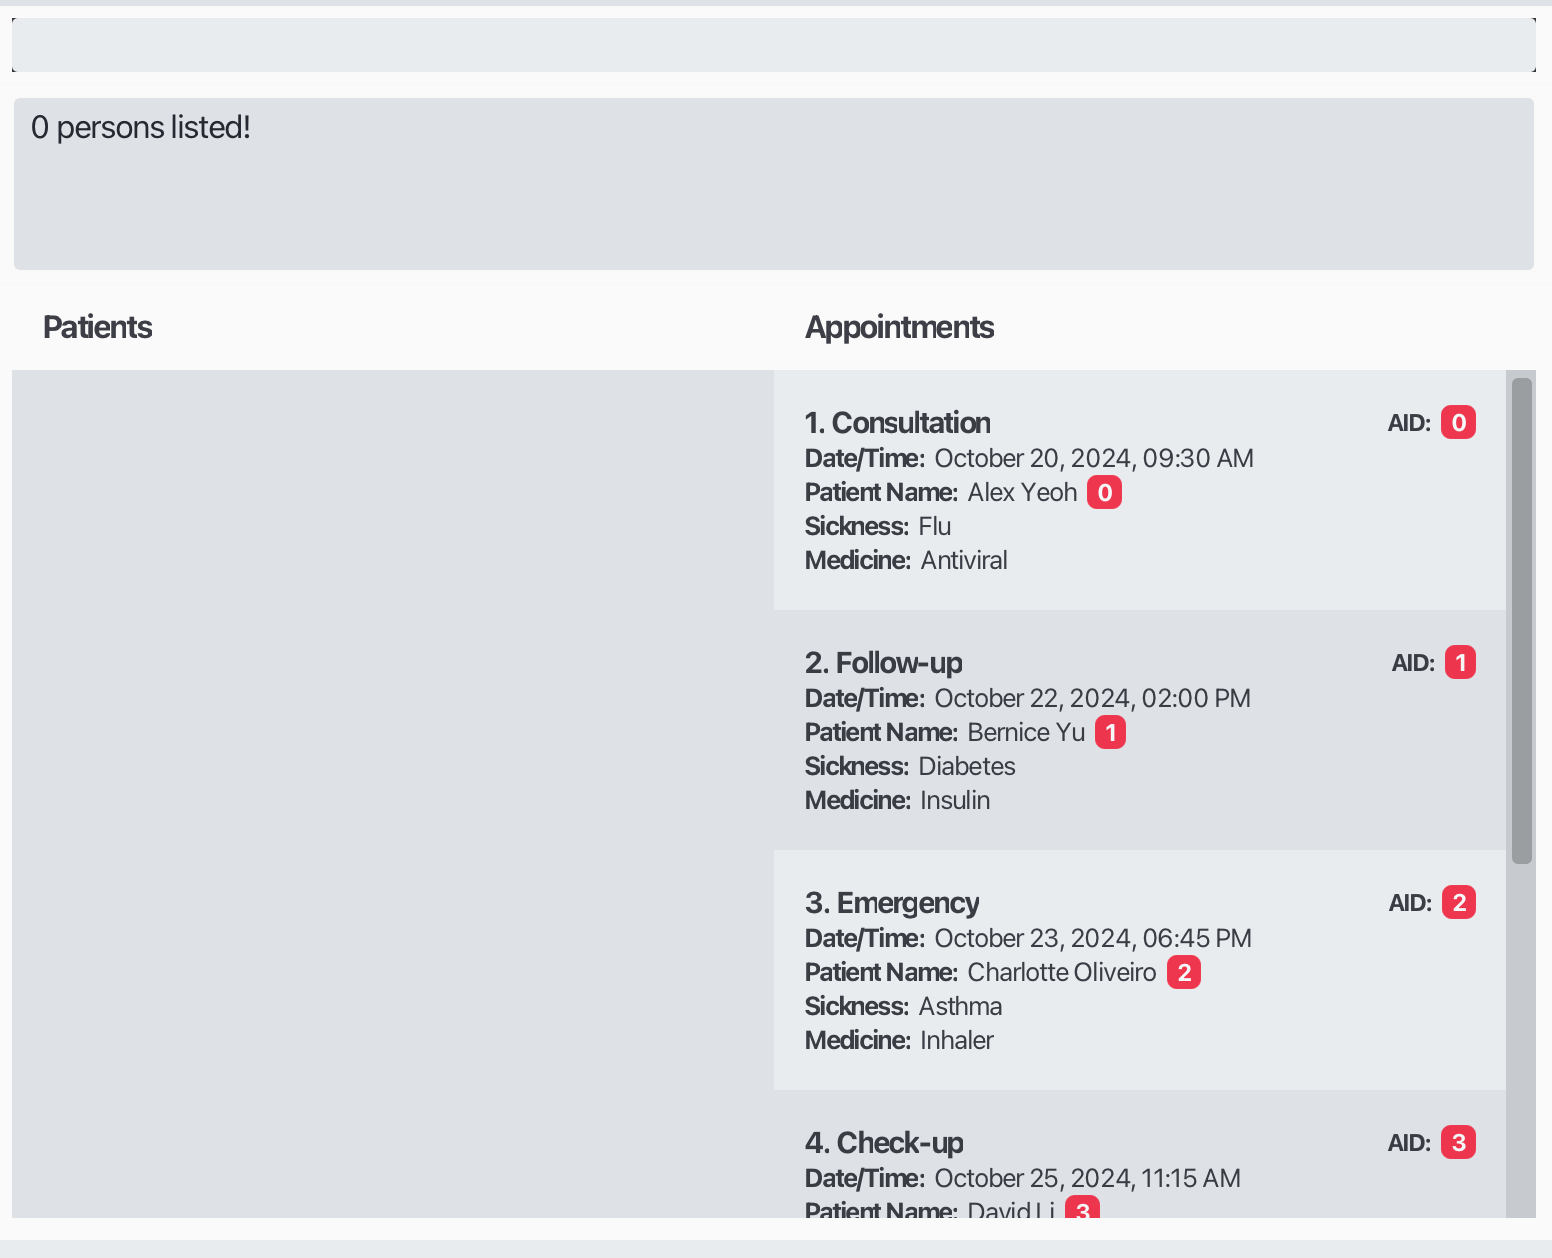 0 persons listed!
Patients
Appointments
1. Consultation AID: 0
Date/Time: October 20, 2024, 09:30 AM
Patient Name: Alex Yeoh 0
Sickness: Flu
Medicine: Antiviral
2. Follow-up AID: 1
Date/Time: October 22, 2024, 02:00 PM
Patient Name: Bernice Yu 1
Sickness: Diabetes
Medicine: Insulin
3. Emergency AID: 2
Date/Time: October 23, 2024, 06:45 PM
Patient Name: Charlotte Oliveiro 2
Sickness: Asthma
Medicine: Inhaler
4. Check-up AID: 3
Date/Time: October 25, 2024, 11:15 AM
Patient Name: David Li 3